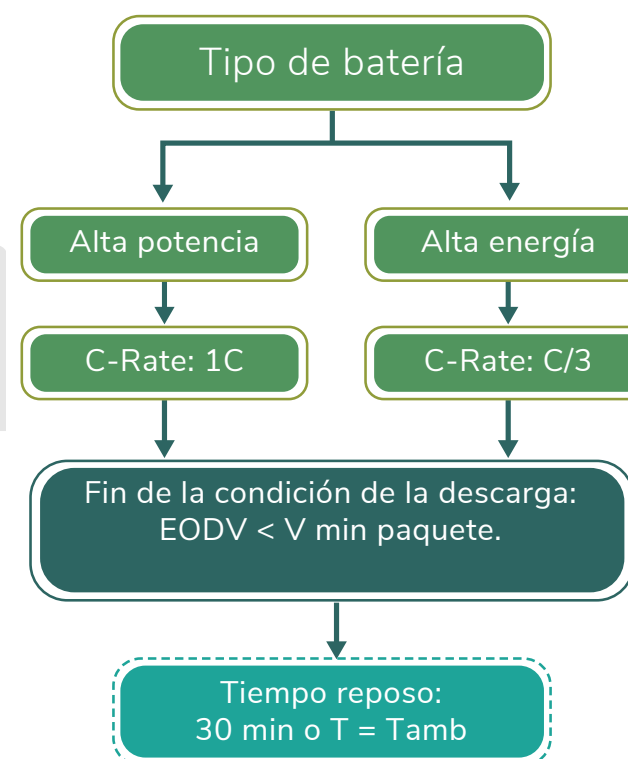 Tipo de batería
Alta potencia
Alta energía
C-Rate: 1C
C-Rate: C/3
Fin de la condición de la descarga:
EODV < V min paquete.
Tiempo reposo:
30 min o T = Tamb